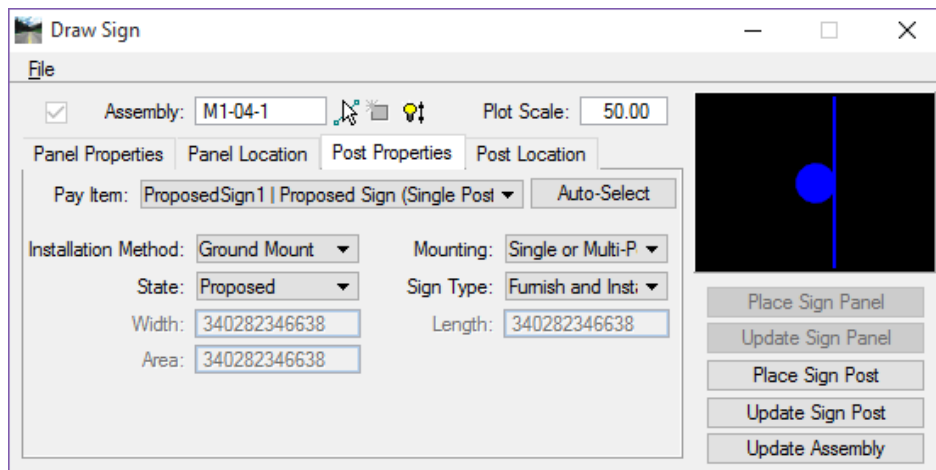 Draw Sign
File
Assembly: M1-04-1 Plot Scale: 50.00
Panel Properties Panel Location Post Properties Post Location
Pay Item: ProposedSign1 | Proposed Sign (Single Post Auto-Select
Installation Method: Ground Mount Mounting: Single or Multi-P
State: Proposed Sign Type: Furnish and Insta
Width: 340282346638 Length: 340282346638
Area: 340282346638
Place Sign Panel
Update Sign Panel
Place Sign Post
Update Sign Post
Update Assembly